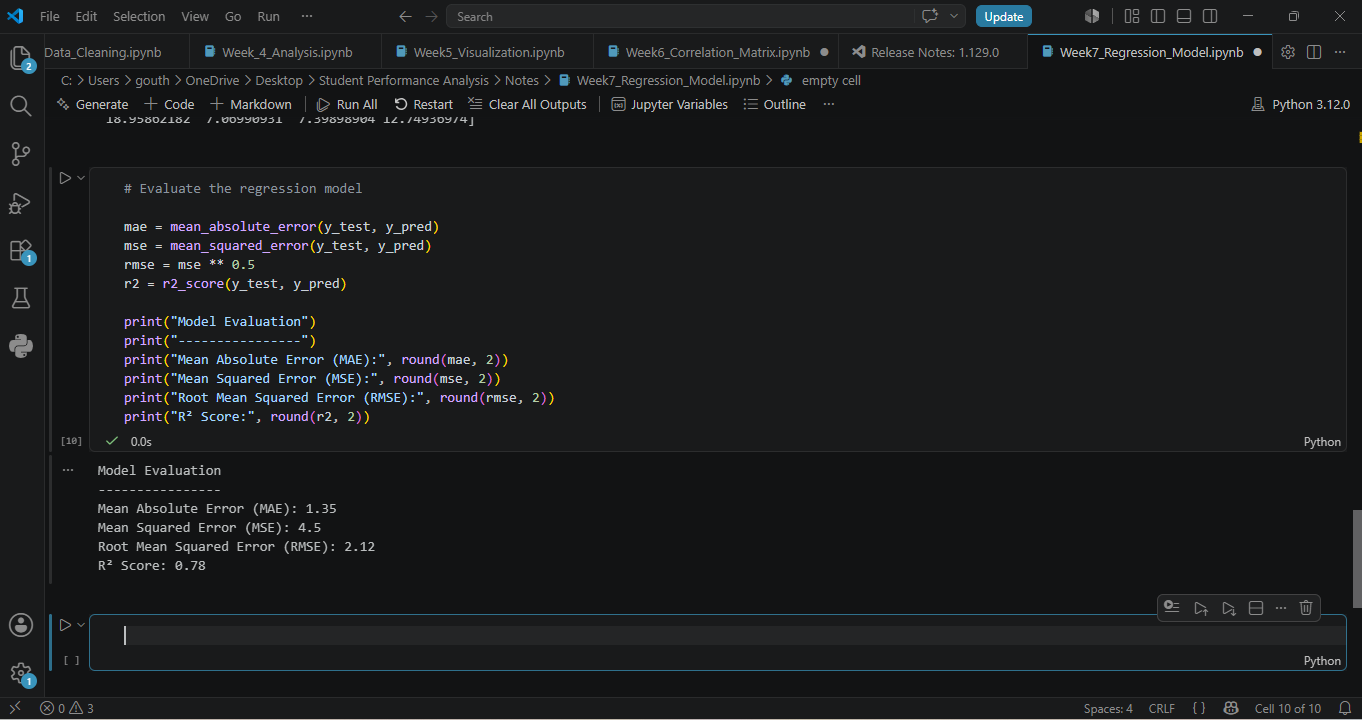 File Edit Selection View Go Run ··· Search Update
Data_Cleaning.ipynb Week_4_Analysis.ipynb Week5_Visualization.ipynb Week6_Correlation_Matrix.ipynb Release Notes: 1.129.0 Week7_Regression_Model.ipynb
C: > Users > gouth > OneDrive > Desktop > Student Performance Analysis > Notes > Week7_Regression_Model.ipynb > empty cell
Generate + Code + Markdown Run All Restart Clear All Outputs Jupyter Variables Outline ··· Python 3.12.0
18.95862182 7.06990931 7.39898904 12.74936974]
# Evaluate the regression model
mae = mean_absolute_error(y_test, y_pred)
mse = mean_squared_error(y_test, y_pred)
rmse = mse ** 0.5
r2 = r2_score(y_test, y_pred)
print("Model Evaluation")
print("----------------")
print("Mean Absolute Error (MAE):", round(mae, 2))
print("Mean Squared Error (MSE):", round(mse, 2))
print("Root Mean Squared Error (RMSE):", round(rmse, 2))
print("R² Score:", round(r2, 2))
[10] 0.0s Python
Model Evaluation
----------------
Mean Absolute Error (MAE): 1.35
Mean Squared Error (MSE): 4.5
Root Mean Squared Error (RMSE): 2.12
R² Score: 0.78
[ ] Python
2
1
1
0 3 Spaces: 4 CRLF { } Cell 10 of 10